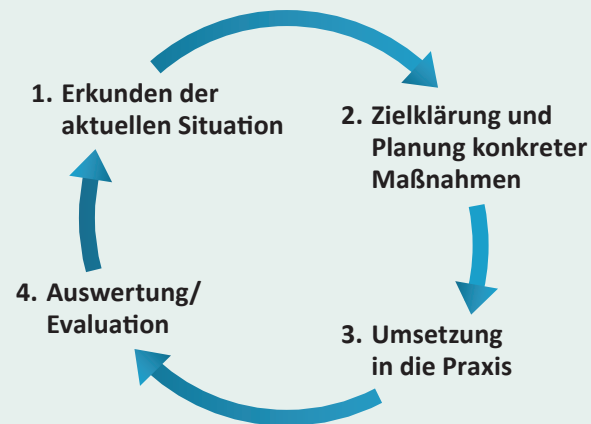 1. Erkunden der
aktuellen Situation
2. Zielklärung und
Planung konkreter
Maßnahmen
3. Umsetzung
in die Praxis
4. Auswertung/
Evaluation